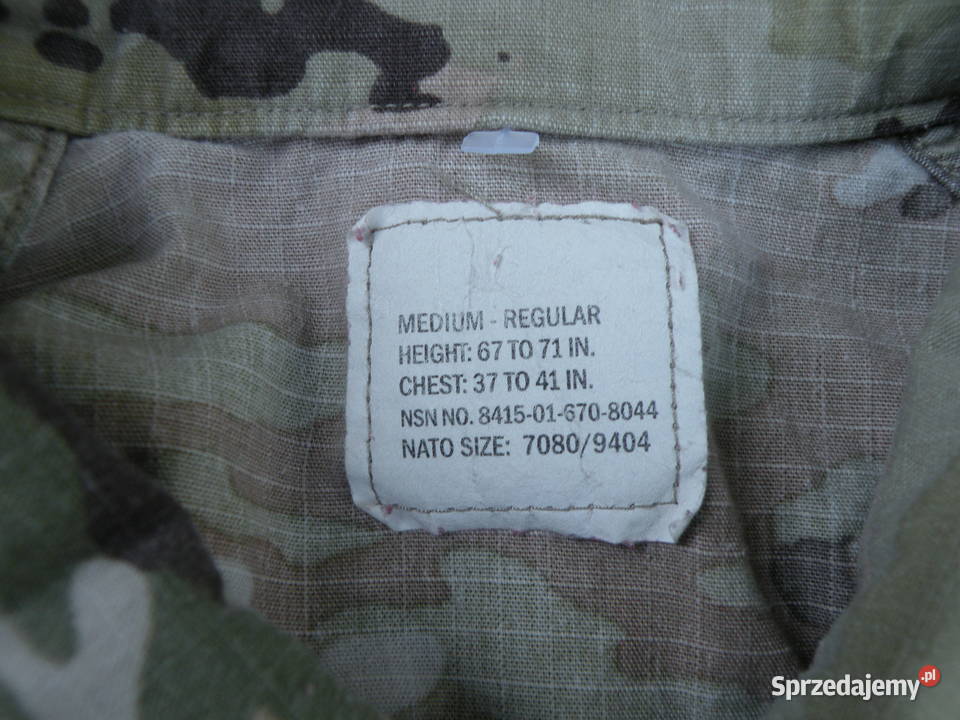 MEDIUM - REGULAR
HEIGHT: 67 TO 71 IN.
CHEST: 37 TO 41 IN.
NSN NO. 8415-01-670-8044
NATO SIZE: 7080/9404
Sprzedajemy.pl